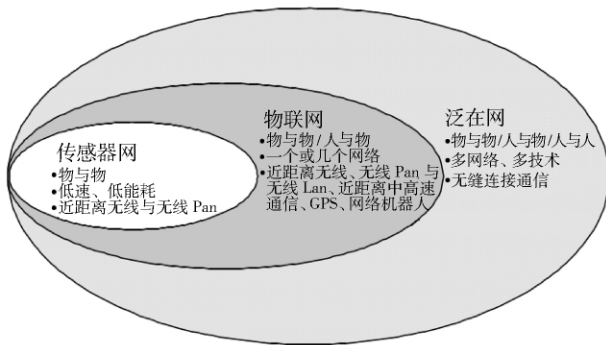 传感器网
•物与物
•低速、低能耗
•近距离无线与无线 Pan
物联网
•物与物/人与物
•一个或几个网络
•近距离无线、无线 Pan 与
无线 Lan、近距离中高速
通信、GPS、网络机器人
泛在网
•物与物/人与物/人与人
•多网络、多技术
•无缝连接通信